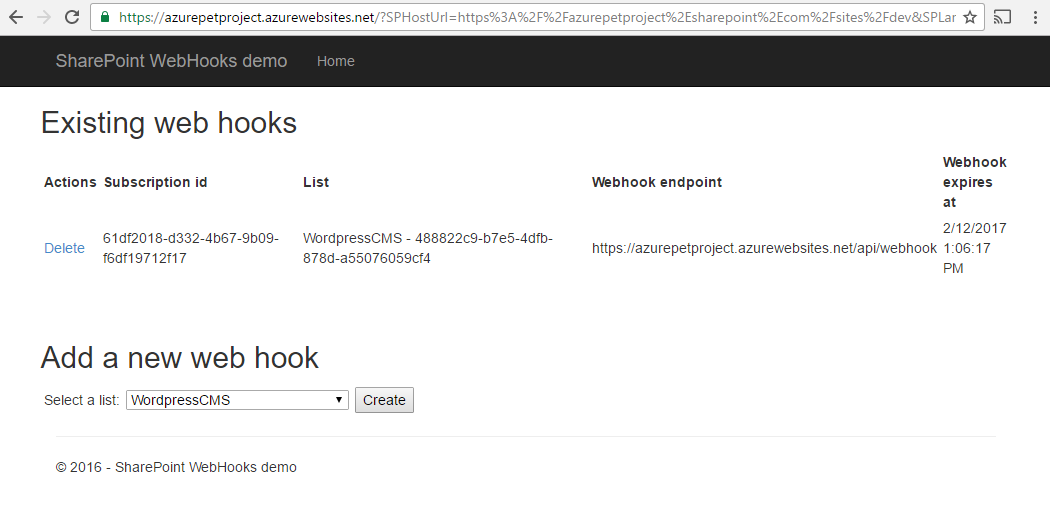 https://azurepetproject.azurewebsites.net/?SPHostUrl=https%3A%2F%2Fazurepetproject%2Esharepoint%2Ecom%2Fsites%2Fdev&SPLar
SharePoint WebHooks demo Home
Existing web hooks
Actions Subscription id List Webhook endpoint Webhook expires at
Delete 61df2018-d332-4b67-9b09-f6df19712f17 WordpressCMS - 488822c9-b7e5-4dfb-878d-a55076059cf4 https://azurepetproject.azurewebsites.net/api/webhook 2/12/2017 1:06:17 PM
Add a new web hook
Select a list: WordpressCMS Create
© 2016 - SharePoint WebHooks demo